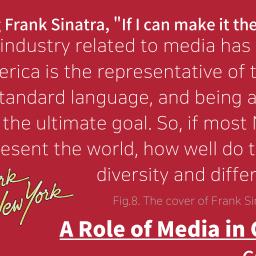 Frank Sinatra, "If I can make it the
industry related to media has
erica is the representative of t
standard language, and being a
the ultimate goal. So, if most N
esent the world, how well do t
diversity and differ
rk
New York
Fig.8. The cover of Frank Sin
A Role of Media in